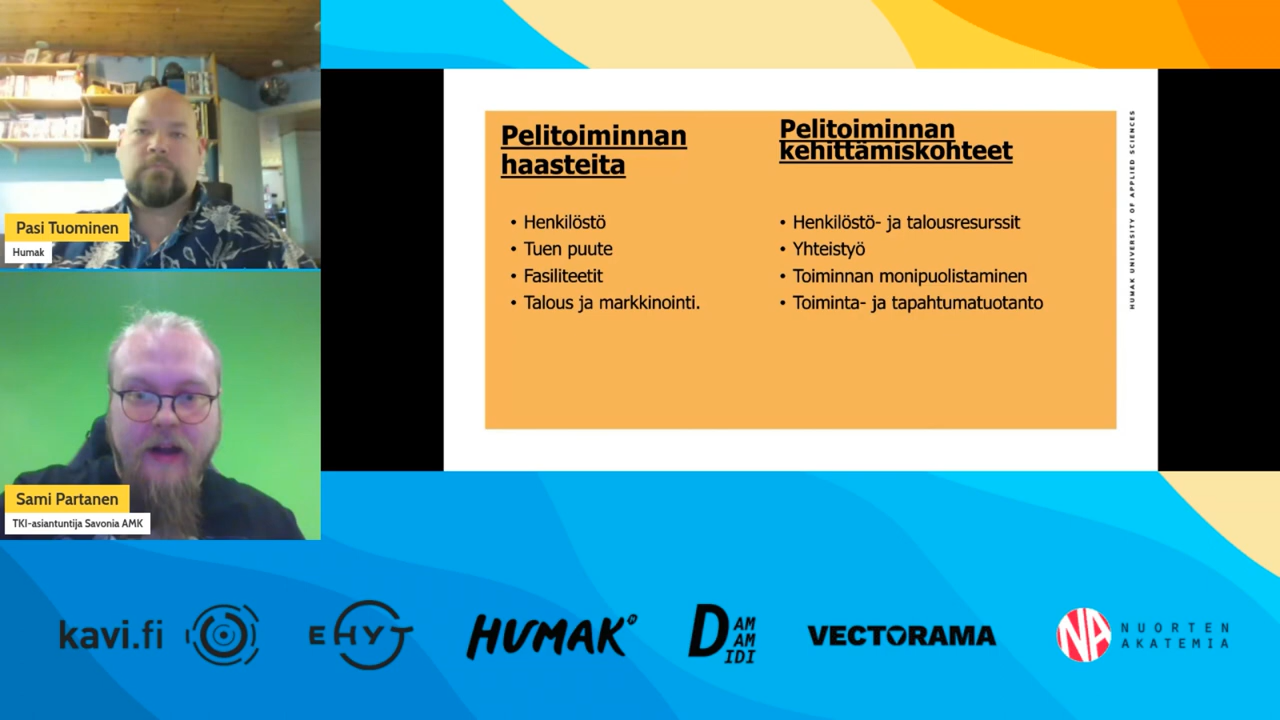 Pasi Tuominen
Humak
Sami Partanen
TKI-asiantuntija Savonia AMK
Pelitoiminnan
haasteita
• Henkilöstö
• Tuen puute
• Fasiliteetit
• Talous ja markkinointi.
Pelitoiminnan
kehittämiskohteet
• Henkilöstö- ja talousresurssit
• Yhteistyö
• Toiminnan monipuolistaminen
• Toiminta- ja tapahtumatuotanto
HUMAK UNIVERSITY OF APPLIED SCIENCES
kavi.fi
EHYT
HUMAK
DAM
AM
IDI
VECTORAMA
NA
NUORTEN
AKATEMIA